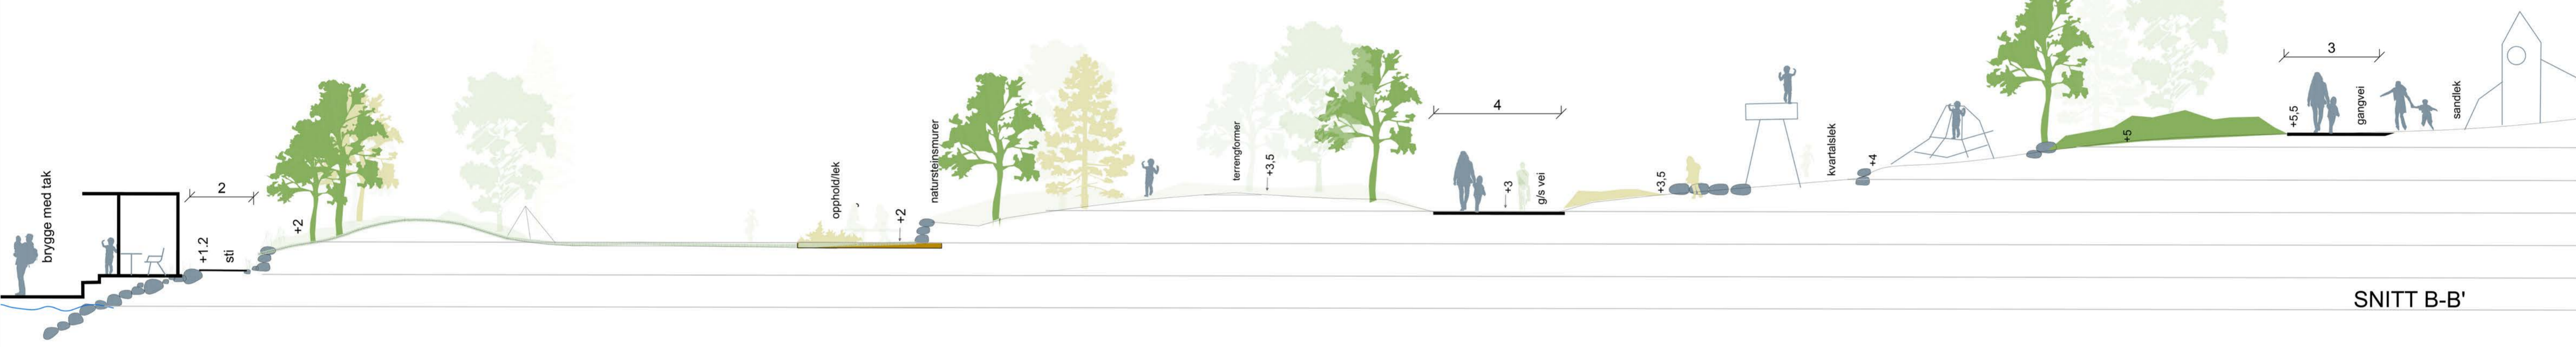 brygge med tak
+1.2
2
sti
+2
opphold/lek
+2
natursteinsmurer
terrengformer
+3,5
4
+3
g/s vei
+3,5
kvartalslek
+4
+5
+5,5
3
gangvei
sandlek
SNITT B-B'